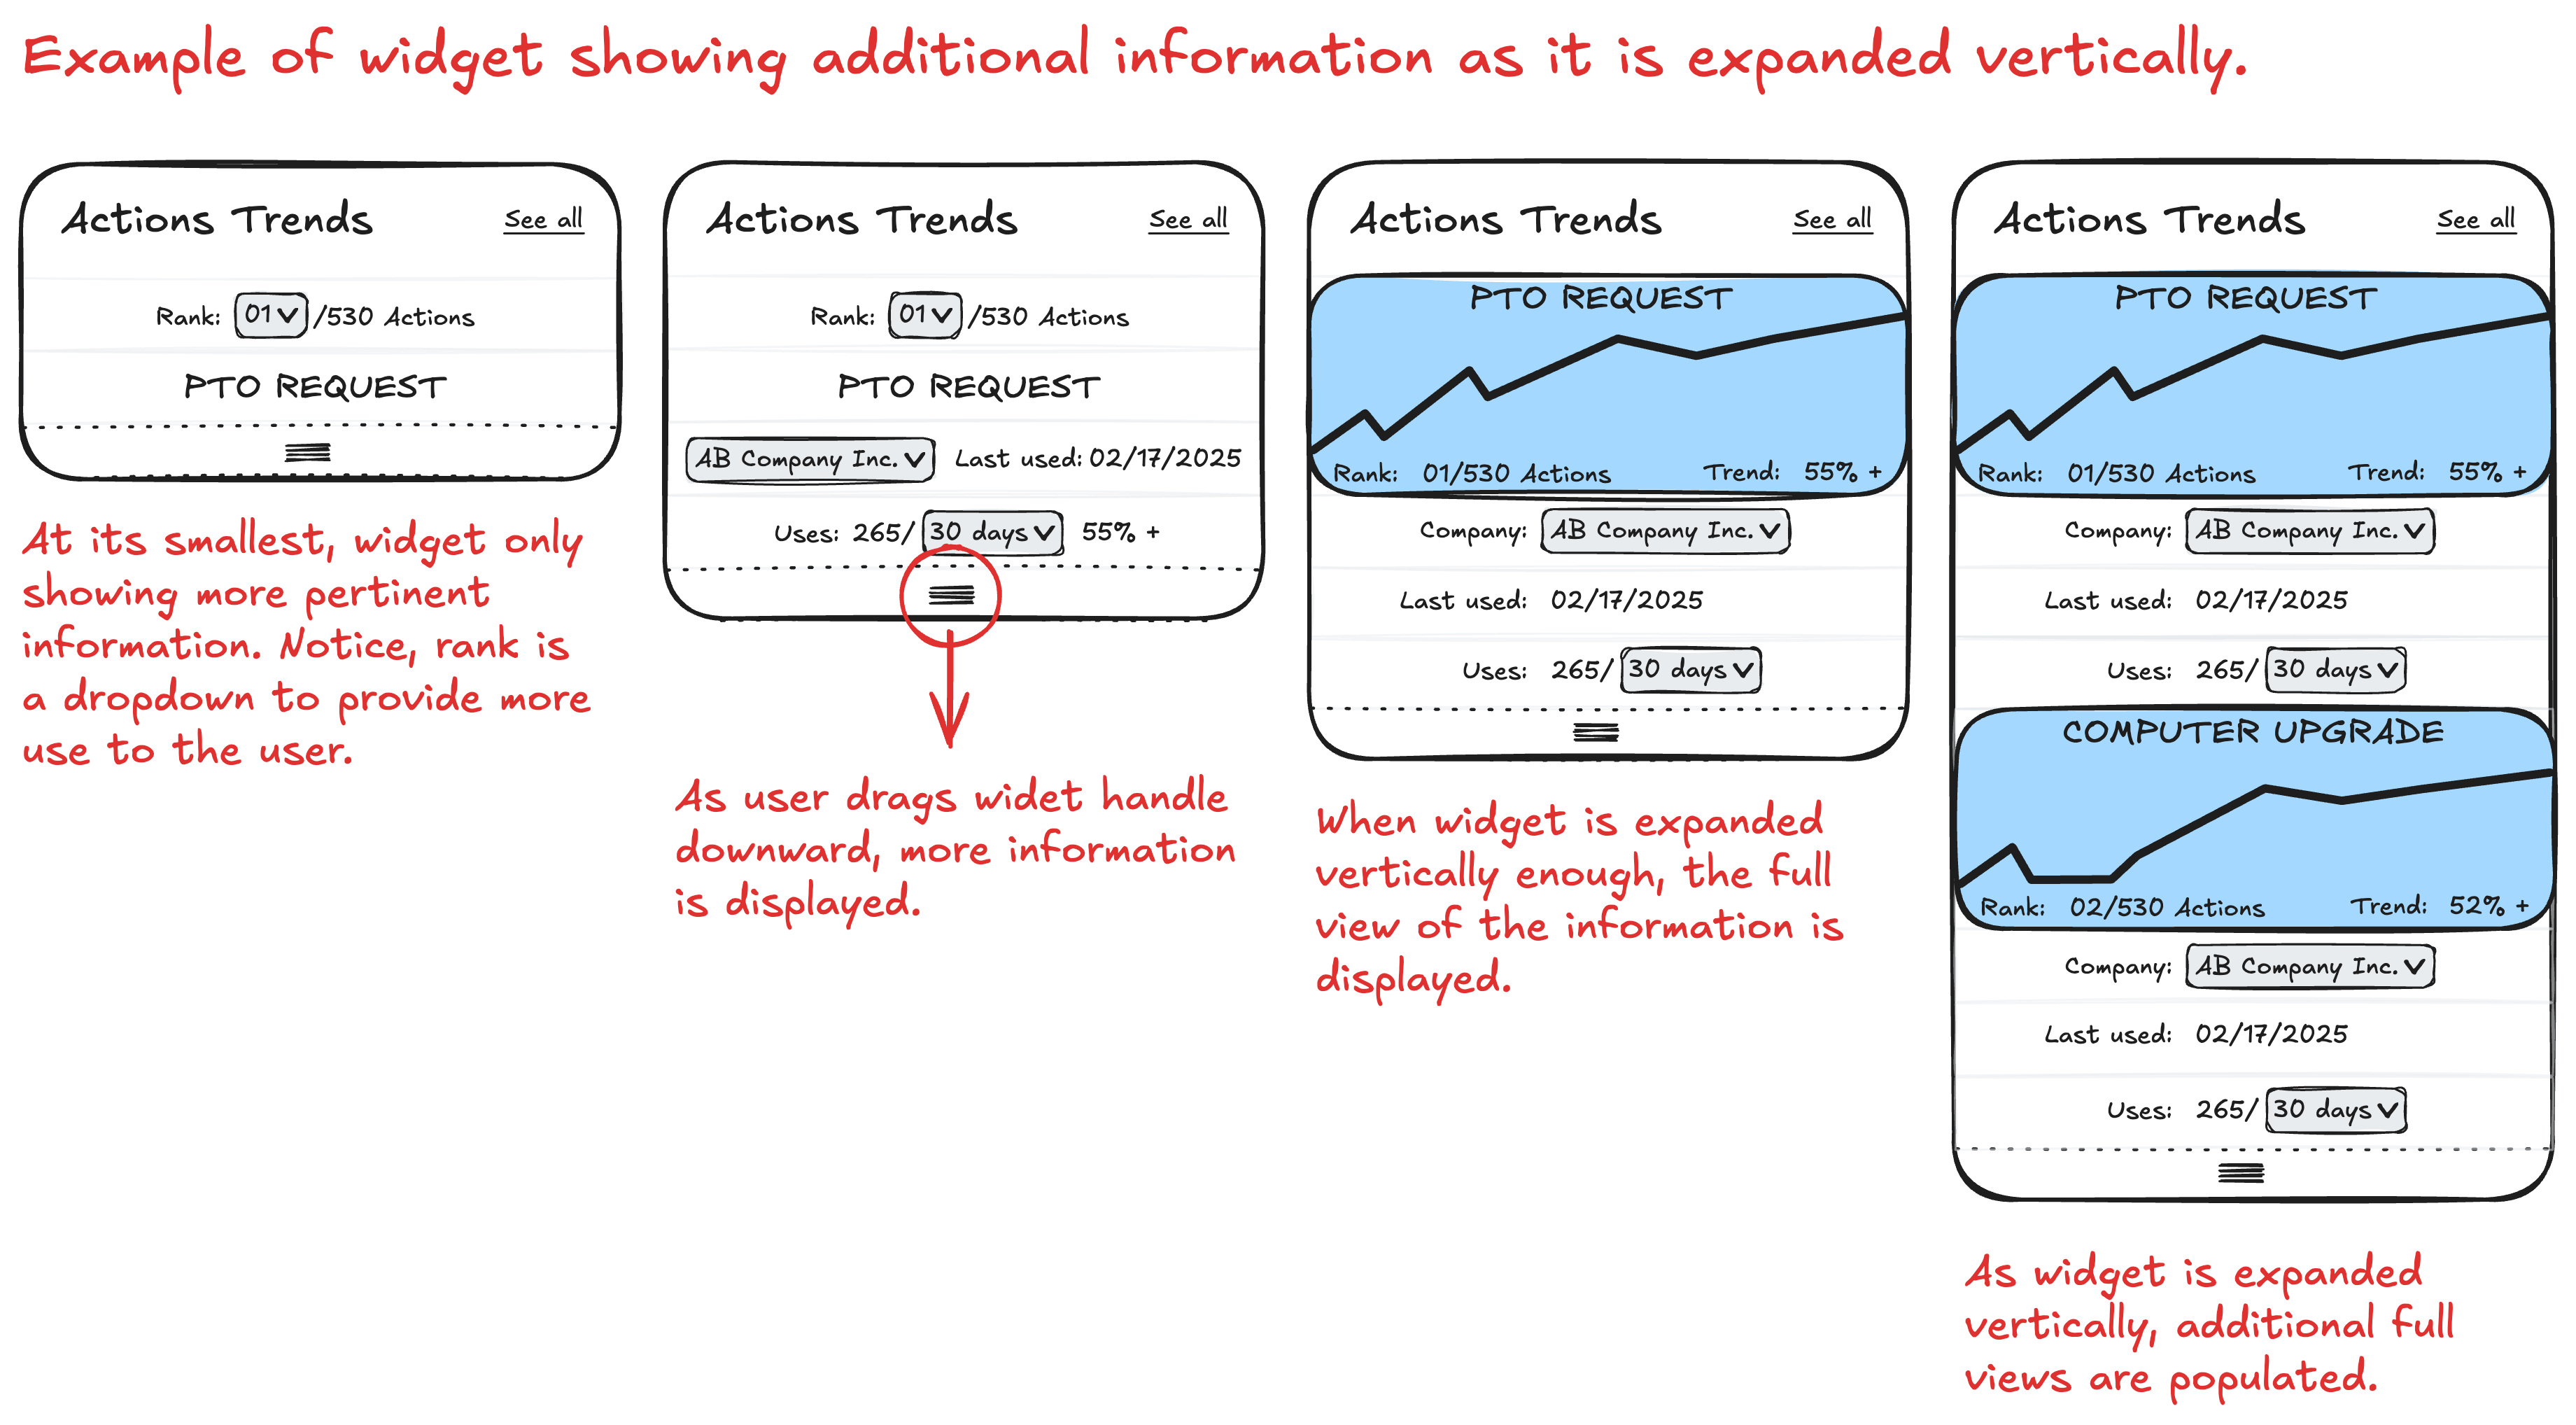 Example of widget showing additional information as it is expanded vertically.
Actions Trends See all
Rank: 01 /530 Actions
PTO REQUEST
At its smallest, widget only
showing more pertinent
information. Notice, rank is
a dropdown to provide more
use to the user.
Actions Trends See all
Rank: 01 /530 Actions
PTO REQUEST
AB Company Inc. Last used: 02/17/2025
Uses: 265/ 30 days 55% +
As user drags widet handle
downward, more information
is displayed.
Actions Trends See all
PTO REQUEST
Rank: 01/530 Actions Trend: 55% +
Company: AB Company Inc.
Last used: 02/17/2025
Uses: 265/ 30 days
When widget is expanded
vertically enough, the full
view of the information is
displayed.
Actions Trends See all
PTO REQUEST
Rank: 01/530 Actions Trend: 55% +
Company: AB Company Inc.
Last used: 02/17/2025
Uses: 265/ 30 days
COMPUTER UPGRADE
Rank: 02/530 Actions Trend: 52% +
Company: AB Company Inc.
Last used: 02/17/2025
Uses: 265/ 30 days
As widget is expanded
vertically, additional full
views are populated.